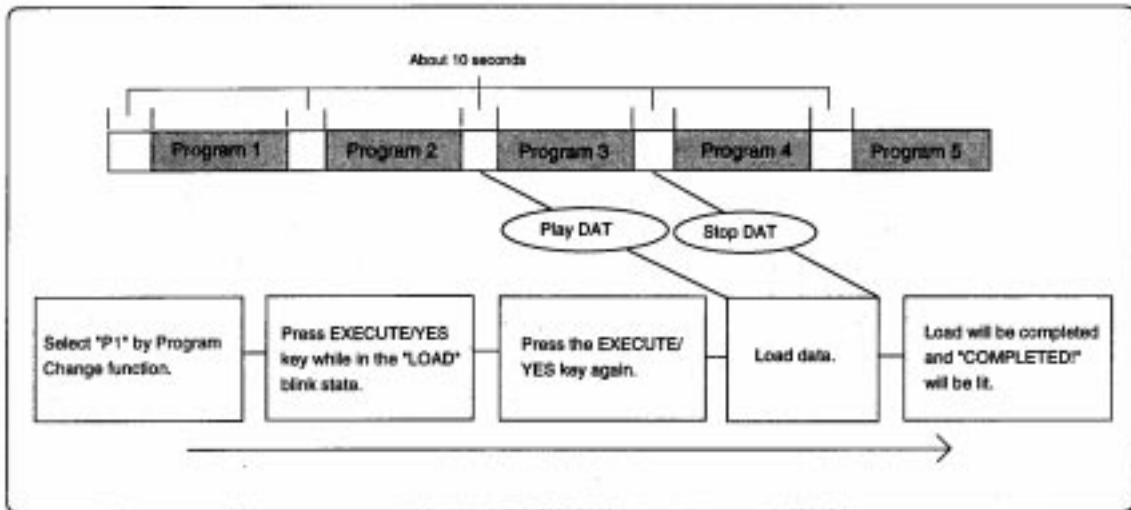 About 10 seconds
Program 1
Program 2
Program 3
Program 4
Program 5
Play DAT
Stop DAT
Select "P1" by Program
Change function.
Press EXECUTE/YES
key while in the "LOAD"
blink state.
Press the EXECUTE/
YES key again.
Load data.
Load will be completed
and "COMPLETED!"
will be lit.